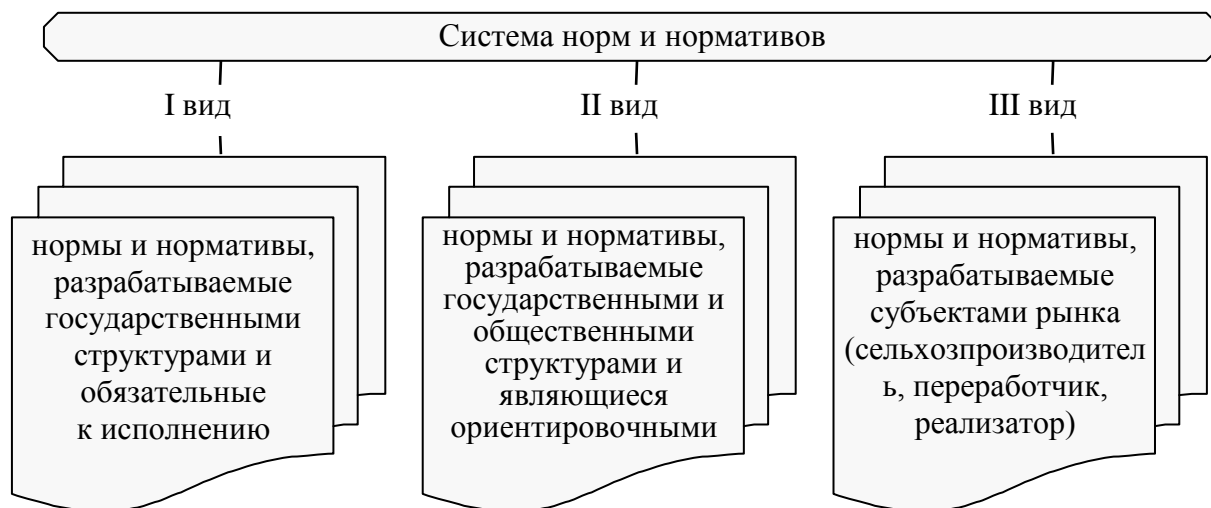 Система норм и нормативов
I вид
II вид
III вид
нормы и нормативы,
разрабатываемые
государственными
структурами и
обязательные
к исполнению
нормы и нормативы,
разрабатываемые
государственными и
общественными
структурами и
являющиеся
ориентировочными
нормы и нормативы,
разрабатываемые
субъектами рынка
(сельхозпроизводител
ь, переработчик,
реализатор)